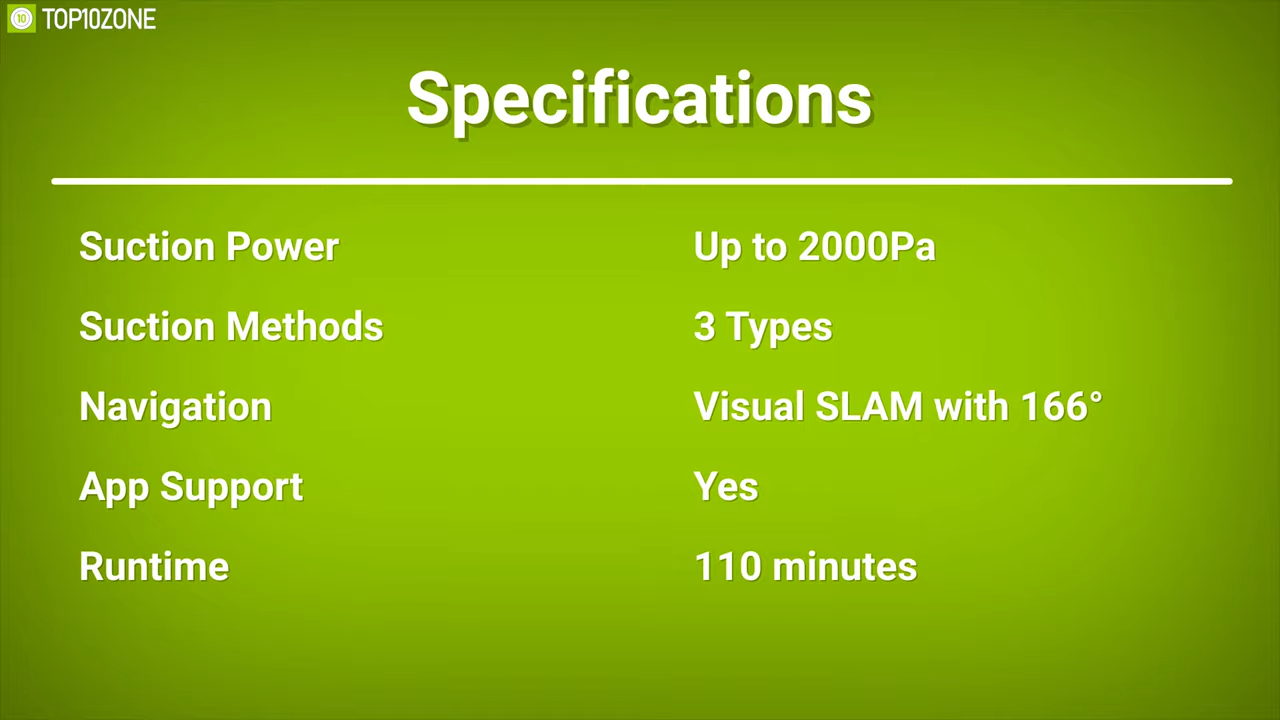 10 TOP10ZONE
Specifications
Suction Power Up to 2000Pa
Suction Methods 3 Types
Navigation Visual SLAM with 166°
App Support Yes
Runtime 110 minutes